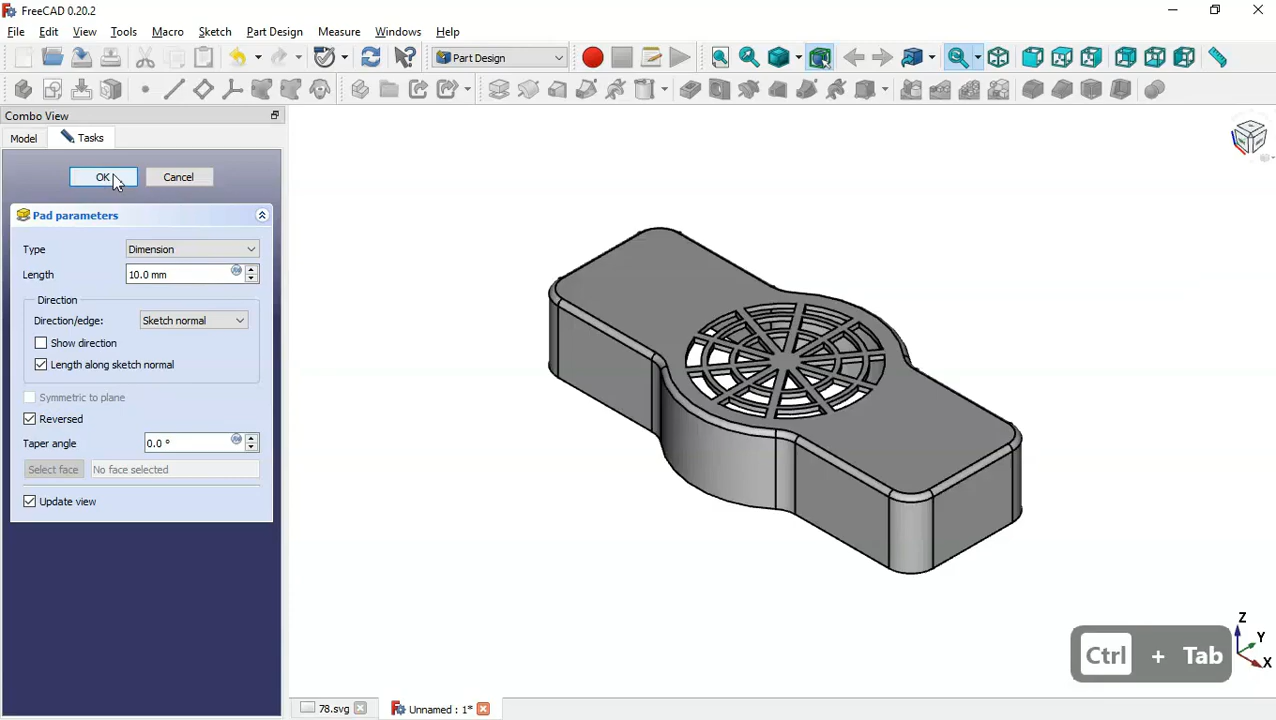 FreeCAD 0.20.2
File Edit View Tools Macro Sketch Part Design Measure Windows Help
Part Design
Combo View
Model Tasks
OK Cancel
Pad parameters
Type Dimension
Length 10.0 mm
Direction
Direction/edge: Sketch normal
Show direction
Length along sketch normal
Symmetric to plane
Reversed
Taper angle 0.0 °
Select face No face selected
Update view
Z
Y
X
Ctrl + Tab
78.svg Unnamed : 1*